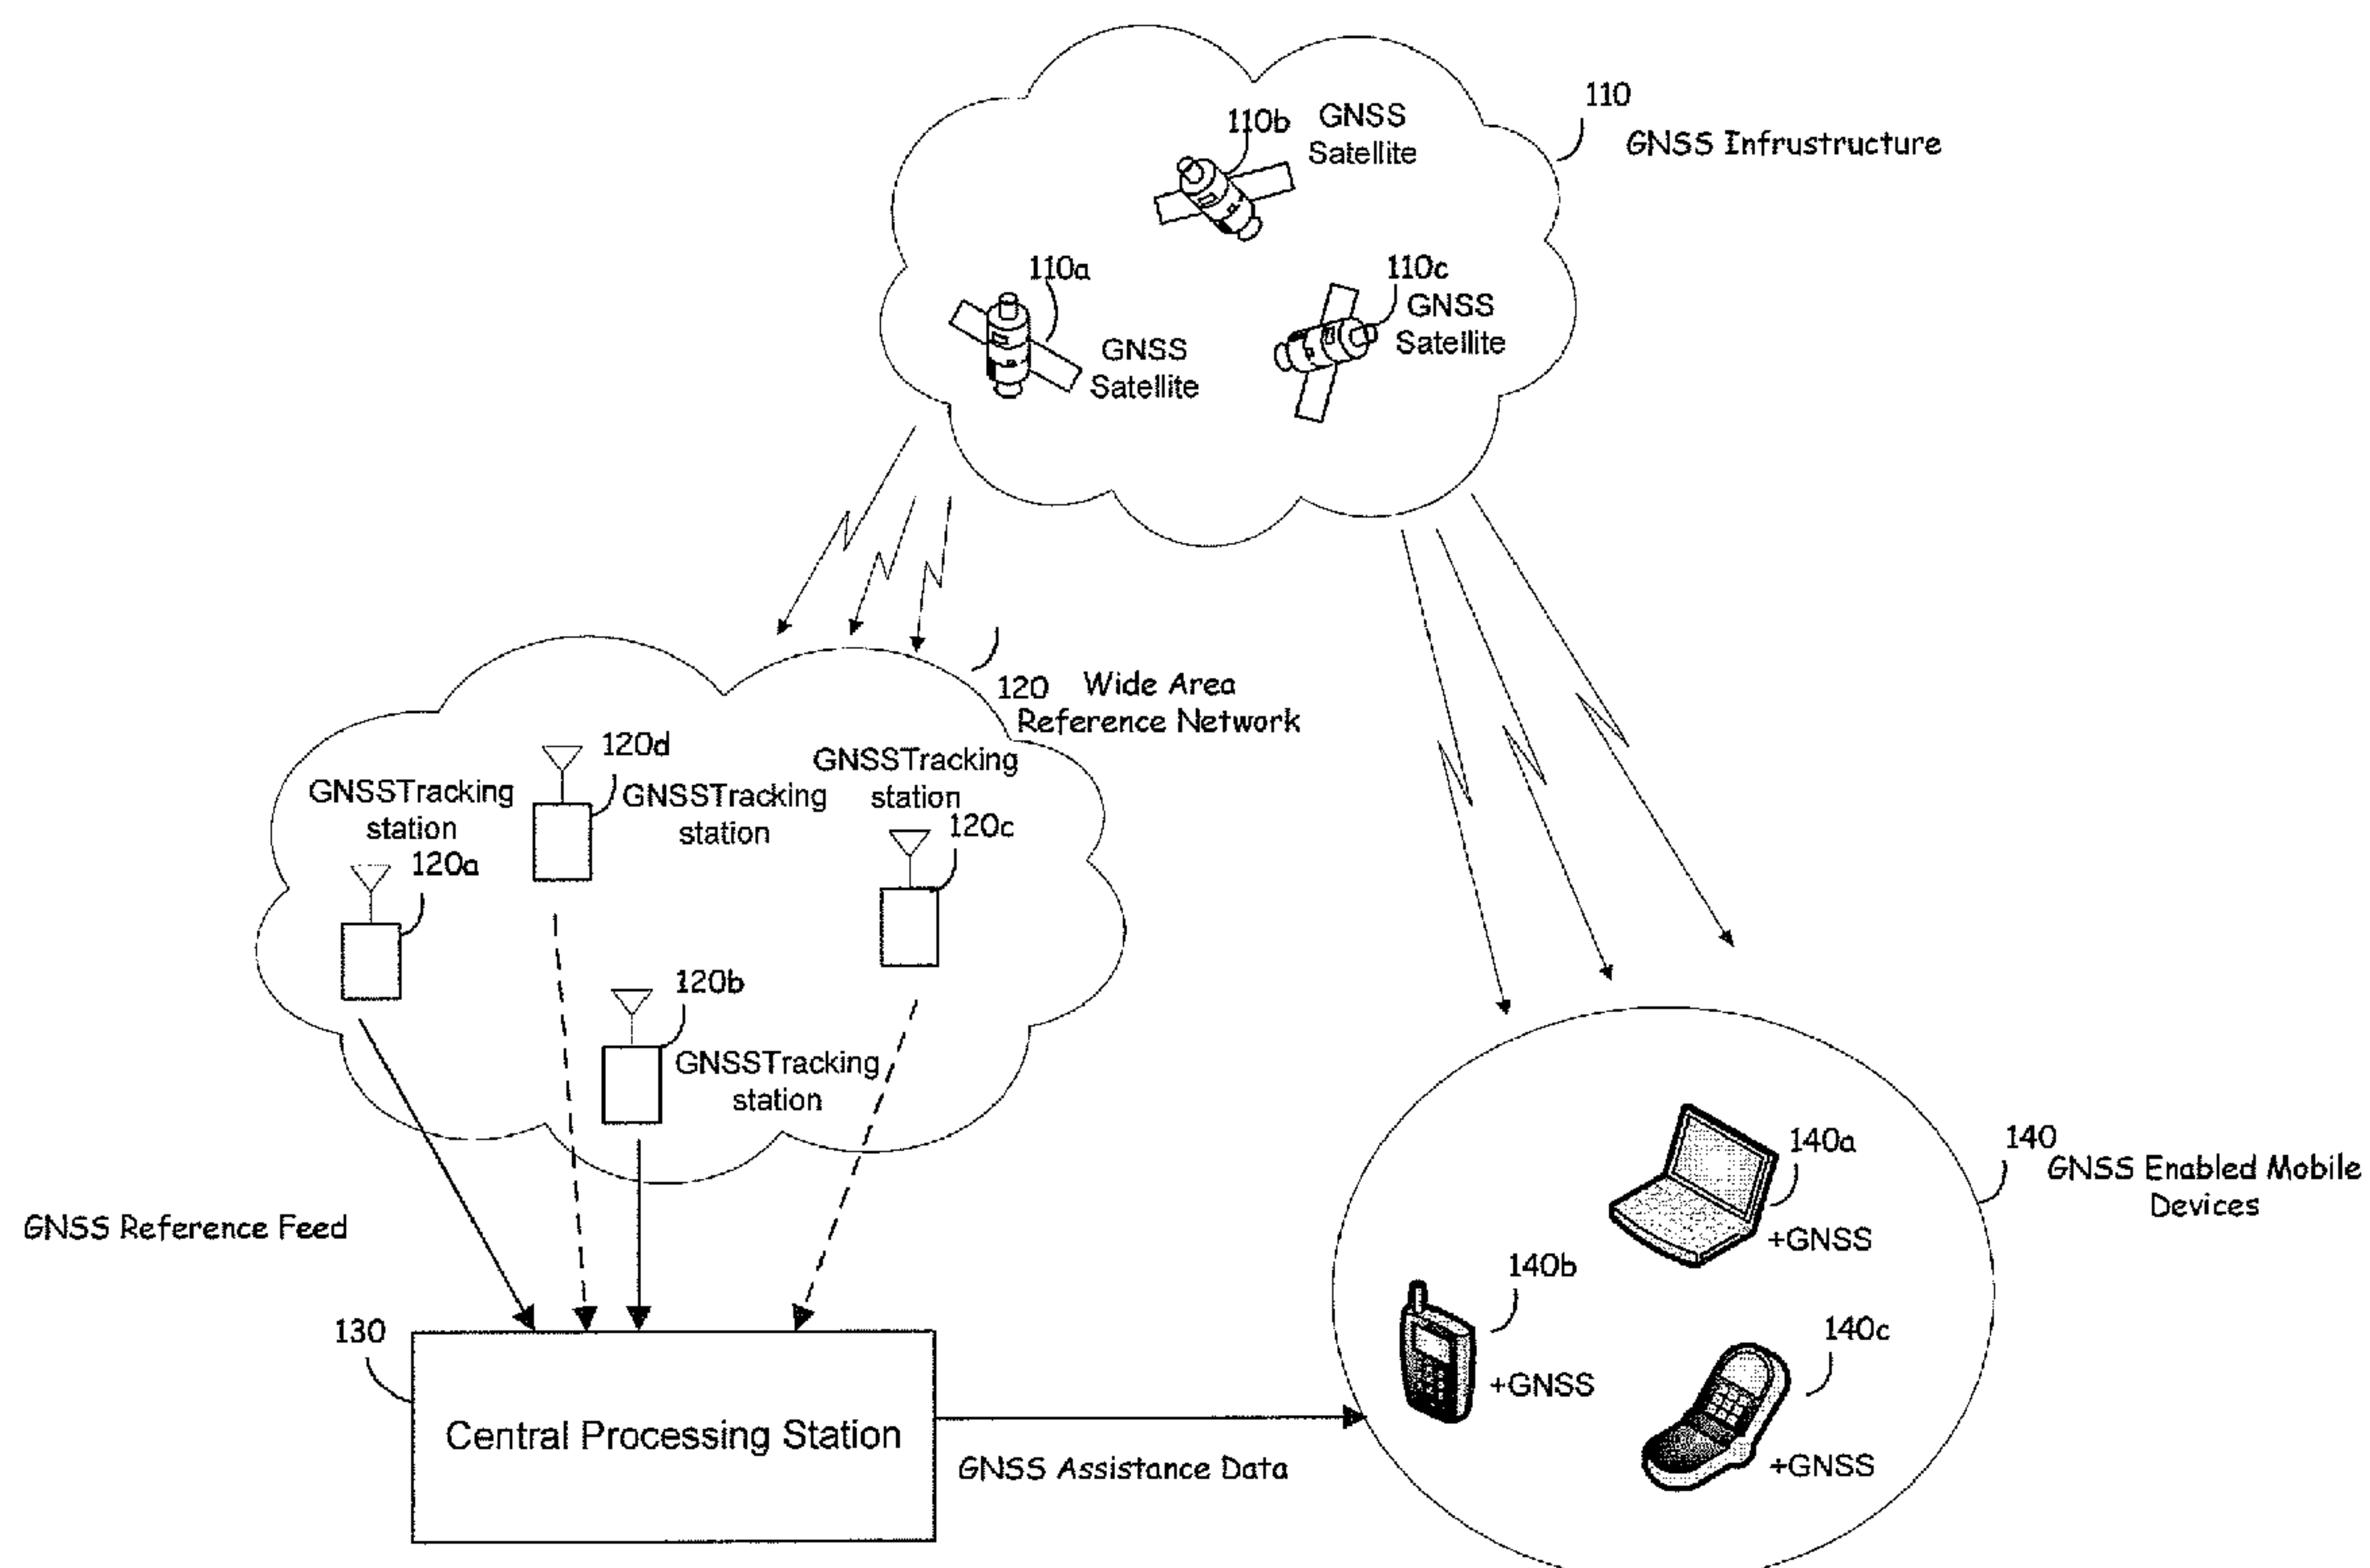 110
GNSS Infrustructure
110b
GNSS
Satellite
110a
GNSS
Satellite
110c
GNSS
Satellite
120 Wide Area
Reference Network
120d
GNSSTracking
station
GNSSTracking
station
120a
GNSSTracking
station
120c
120b
GNSSTracking
station
GNSS Reference Feed
130
Central Processing Station
GNSS Assistance Data
140
GNSS Enabled Mobile
Devices
140a
+GNSS
140b
+GNSS
140c
+GNSS